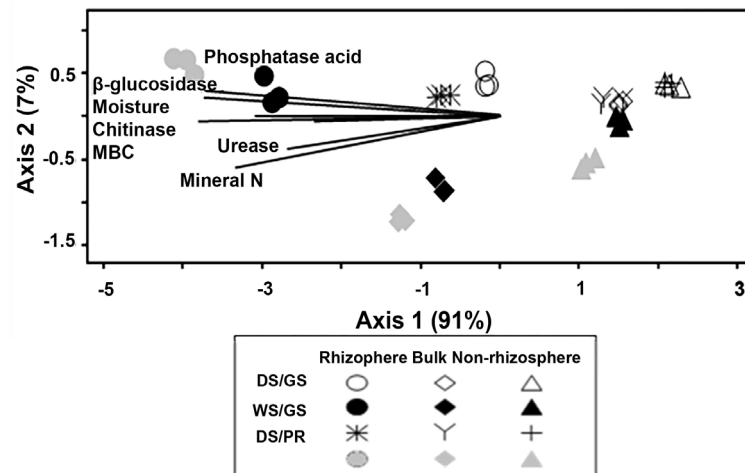 0.5
0
-0.5
-1.5
Axis 2 (7%)
Phosphatase acid
β-glucosidase
Moisture
Chitinase
MBC
Urease
Mineral N
-5
-3
-1
1
3
Axis 1 (91%)
Rhizophere Bulk Non-rhizosphere
DS/GS
WS/GS
DS/PR